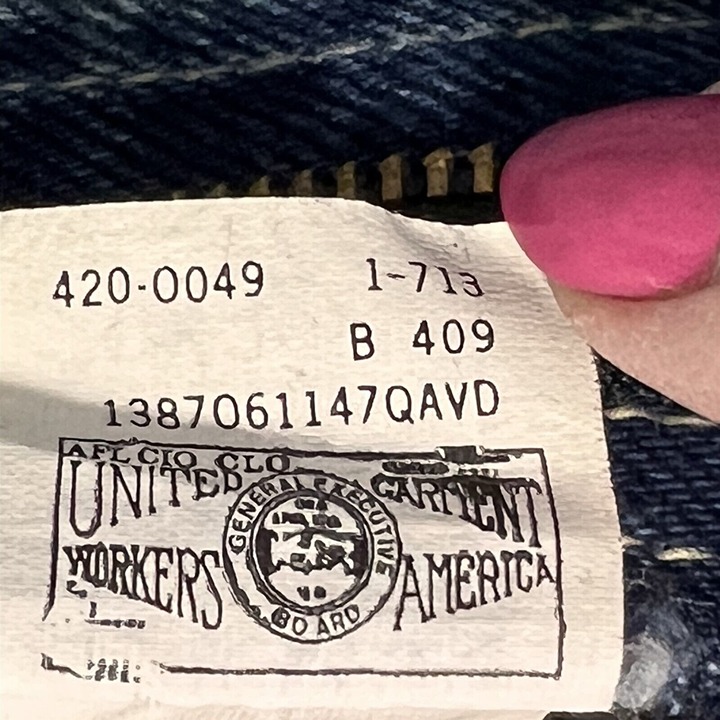 420-0049 1-713
B 409
1387061147QAVD
AFL CIO CLC
UNITED GARMENT
WORKERS AMERICA
GENERAL EXECUTIVE
BOARD